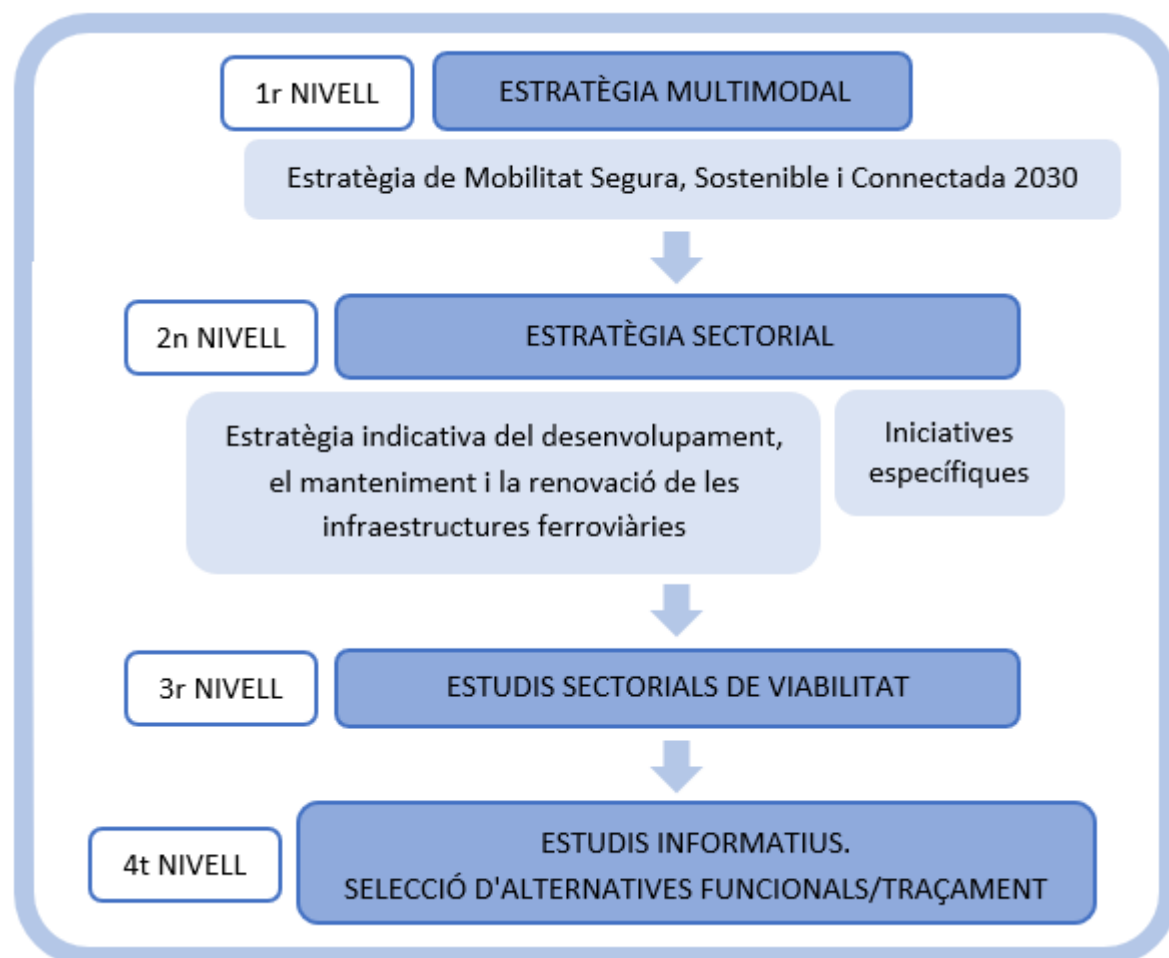 1r NIVELL
ESTRATÈGIA MULTIMODAL
Estratègia de Mobilitat Segura, Sostenible i Connectada 2030
2n NIVELL
ESTRATÈGIA SECTORIAL
Estratègia indicativa del desenvolupament,
el manteniment i la renovació de les
infraestructures ferroviàries
Iniciatives
específiques
3r NIVELL
ESTUDIS SECTORIALS DE VIABILITAT
4t NIVELL
ESTUDIS INFORMATIUS.
SELECCIÓ D'ALTERNATIVES FUNCIONALS/TRAÇAMENT